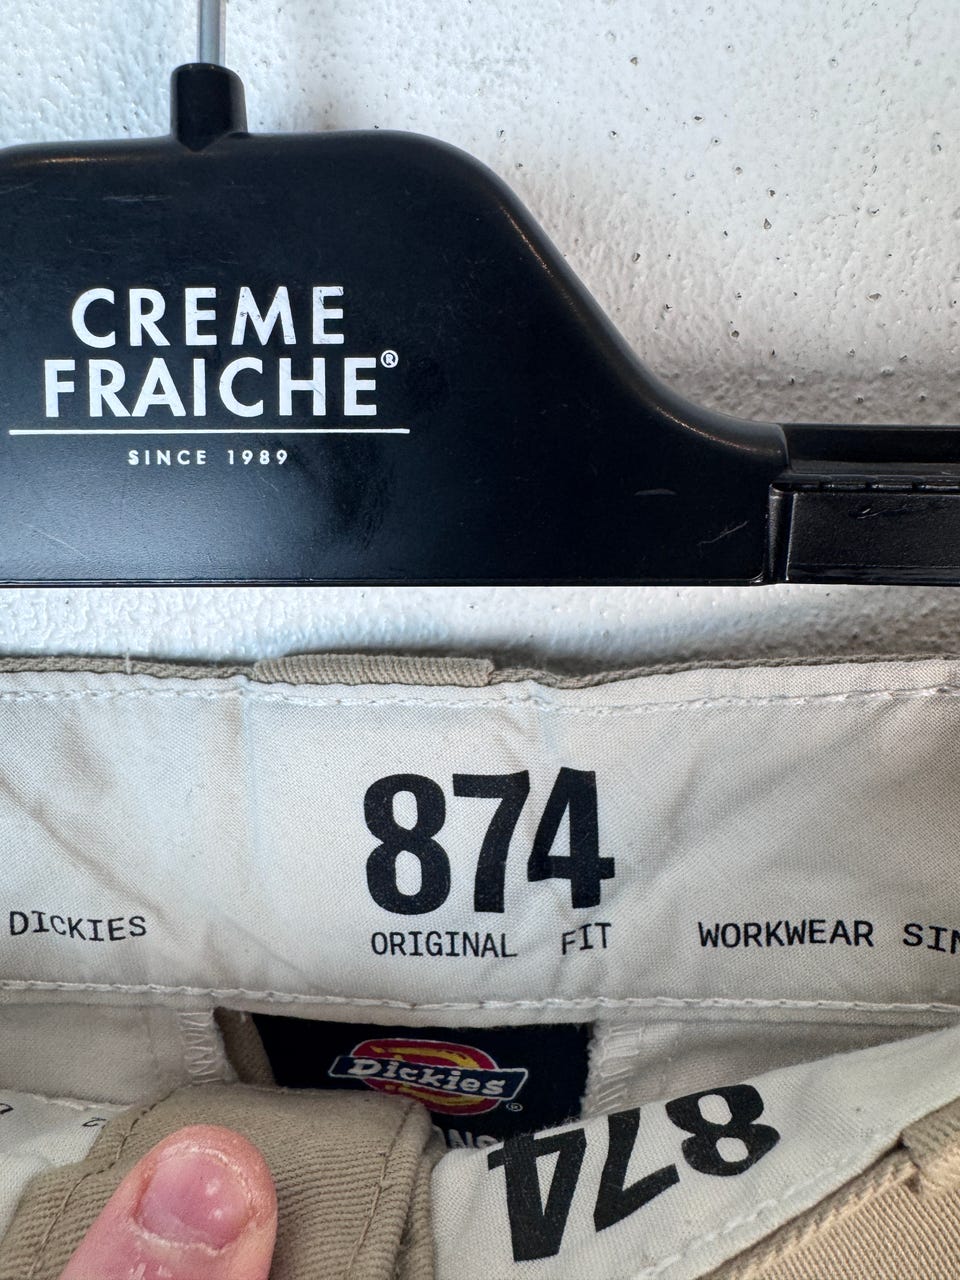 CREME
FRAICHE®
SINCE 1989
874
DICKIES ORIGINAL FIT WORKWEAR
Dickies®
874